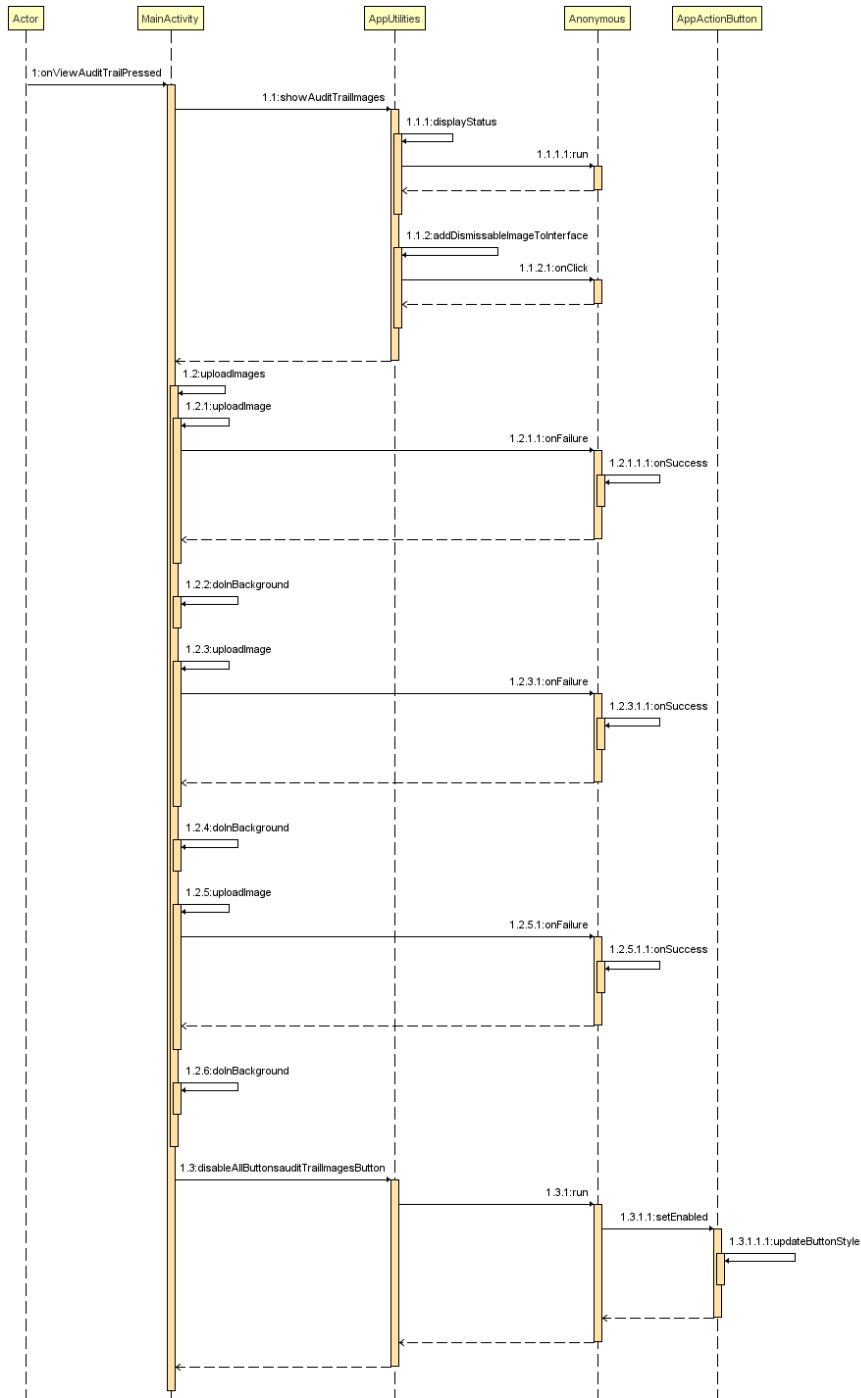 Actor
MainActivity
AppUtilities
Anonymous
AppActionButton
1:onViewAuditTrailPressed
1.1:showAuditTrailImages
1.1.1:displayStatus
1.1.1.1:run
1.1.2:addDismissableImageToInterface
1.1.2.1:onClick
1.2:uploadImages
1.2.1:uploadImage
1.2.1.1:onFailure
1.2.1.1.1:onSuccess
1.2.2:doInBackground
1.2.3:uploadImage
1.2.3.1:onFailure
1.2.3.1.1:onSuccess
1.2.4:doInBackground
1.2.5:uploadImage
1.2.5.1:onFailure
1.2.5.1.1:onSuccess
1.2.6:doInBackground
1.3:disableAllButtonsauditTrailImagesButton
1.3.1:run
1.3.1.1:setEnabled
1.3.1.1.1:updateButtonStyle